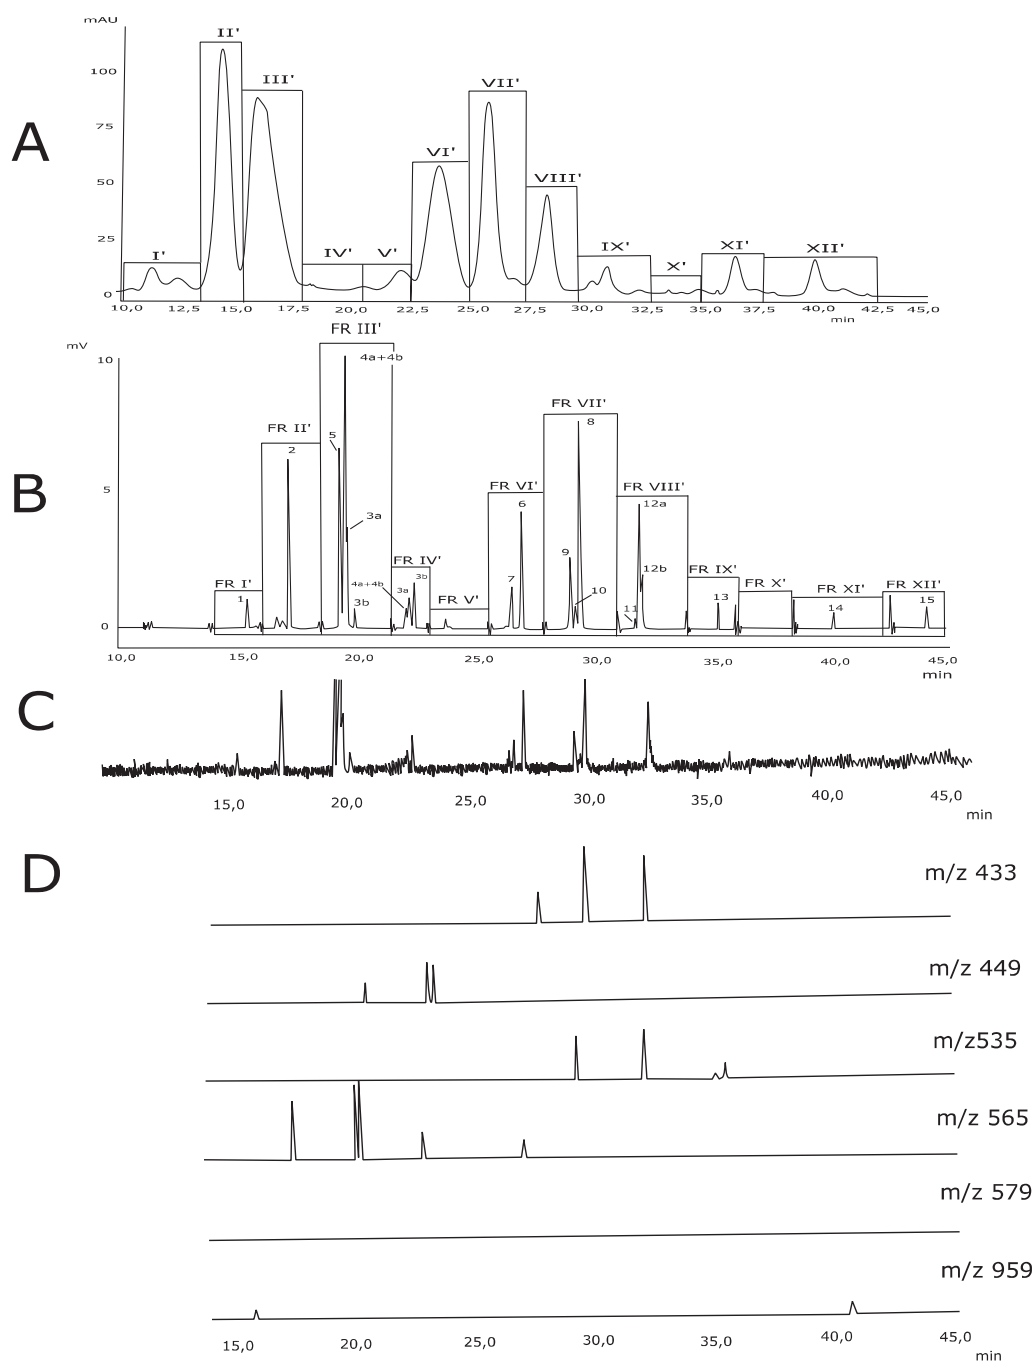 A
mAU
II'
III'
VII'
VI'
VIII'
I'
IV'
V'
IX'
X'
XI'
XII'
100
75
50
25
0
10,0 12,5 15,0 17,5 20,0 22,5 25,0 27,5 30,0 32,5 35,0 37,5 40,0 42,5 45,0
min
B
mV
FR III'
4a+4b
10
FR VII'
8
FR II'
2
5
5
FR VI'
6
FR VIII'
12a
3a
FR IV'
9
12b
FR I'
1
4a+4b
3a
3b
3b
FR V'
7
10
11
FR IX'
13
FR X'
FR XI'
14
FR XII'
15
0
10,0 15,0 20,0 25,0 30,0 35,0 40,0 45,0
min
C
15,0 20,0 25,0 30,0 35,0 40,0 45,0
min
D
m/z 433
m/z 449
m/z535
m/z 565
m/z 579
m/z 959
15,0 20,0 25,0 30,0 35,0 40,0 45,0
min